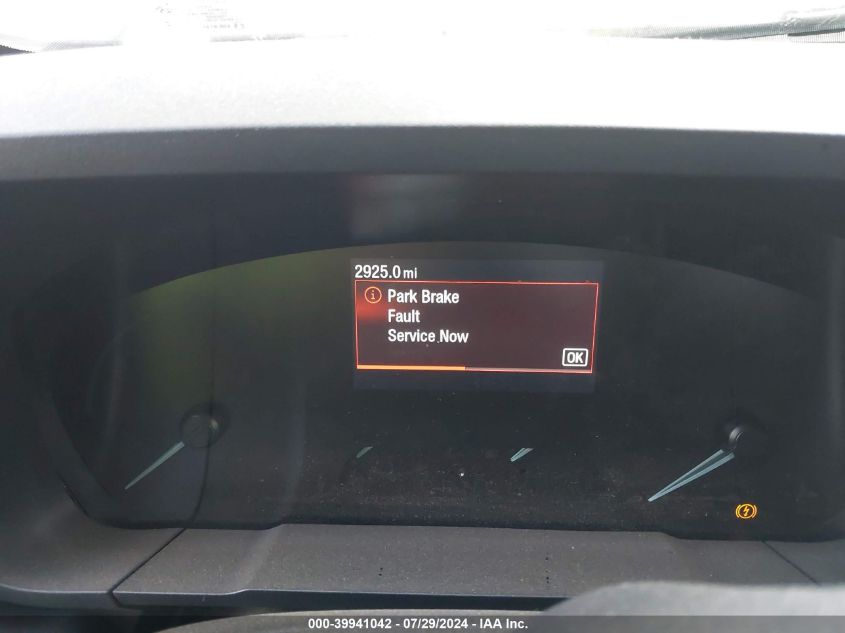 2925.0 mi
Park Brake
Fault
Service Now
OK
000-39941042 - 07/29/2024 - IAA Inc.